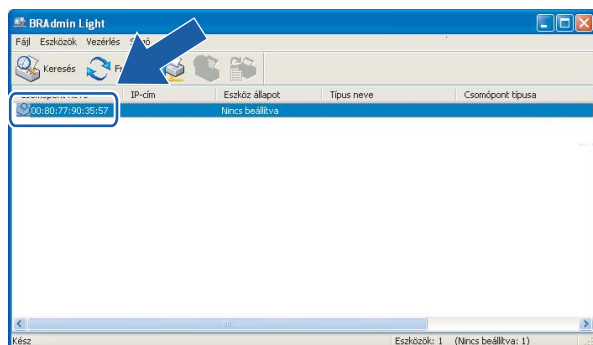 BRAdmin Light
Fájl Eszközök Vezérlés
Keresés
IP-cím Eszköz állapot Típus neve Csomópont típusa
00:80:77:90:35:57 Nincs beállítva
Kész Eszközök: 1 (Nincs beállítva: 1)